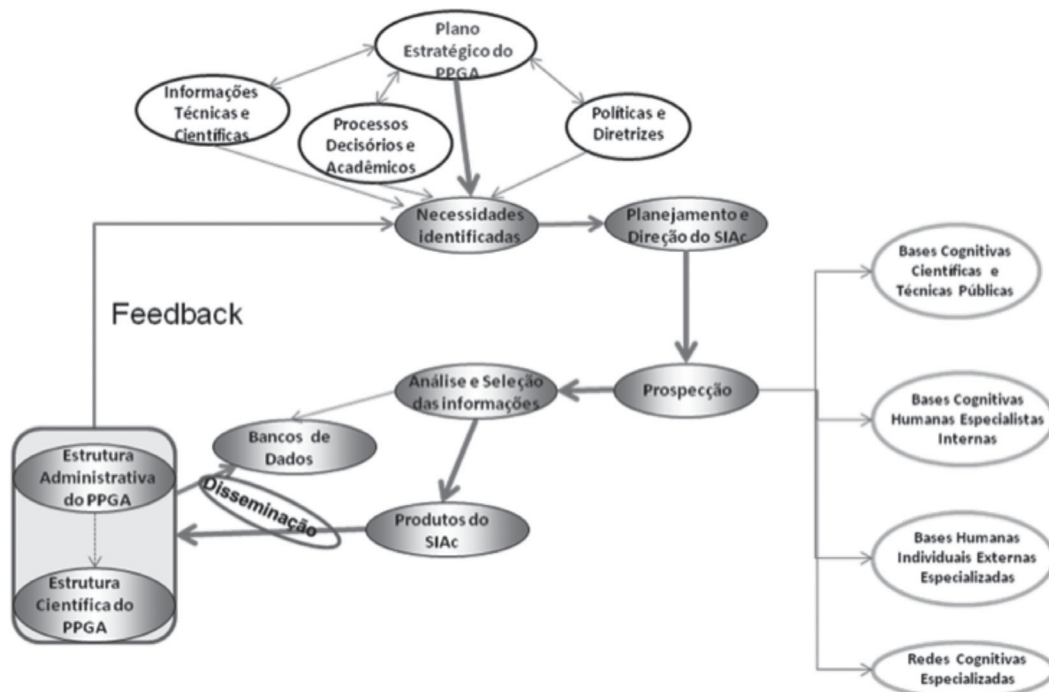 Plano
Estratégico do
PPGA
Informações
Técnicas e
Científicas
Processos
Decisórios e
Acadêmicos
Políticas e
Diretrizes
Necessidades
identificadas
Planejamento e
Direção do SIAc
Bases Cognitivas
Científicas e
Técnicas Públicas
Feedback
Análise e Seleção
das informações
Prospecção
Bases Cognitivas
Humanas Especialistas
Internas
Bancos de
Dados
Estrutura
Administrativa
do PPGA
Disseminação
Produtos do
SIAc
Bases Humanas
Individuais Externas
Especializadas
Estrutura
Científica do
PPGA
Redes Cognitivas
Especializadas